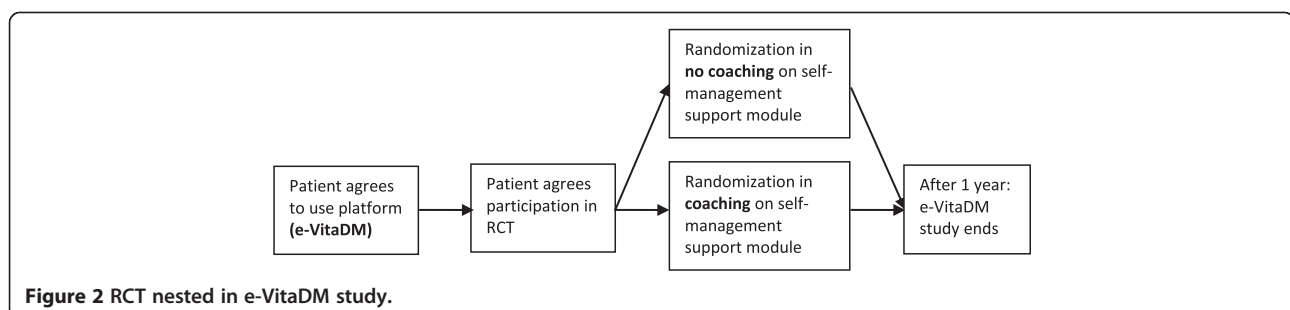 Randomization in
no coaching on self-
management
support module
Patient agrees
to use platform
(e-VitaDM)
Patient agrees
participation in
RCT
Randomization in
coaching on self-
management
support module
After 1 year:
e-VitaDM
study ends
Figure 2 RCT nested in e-VitaDM study.